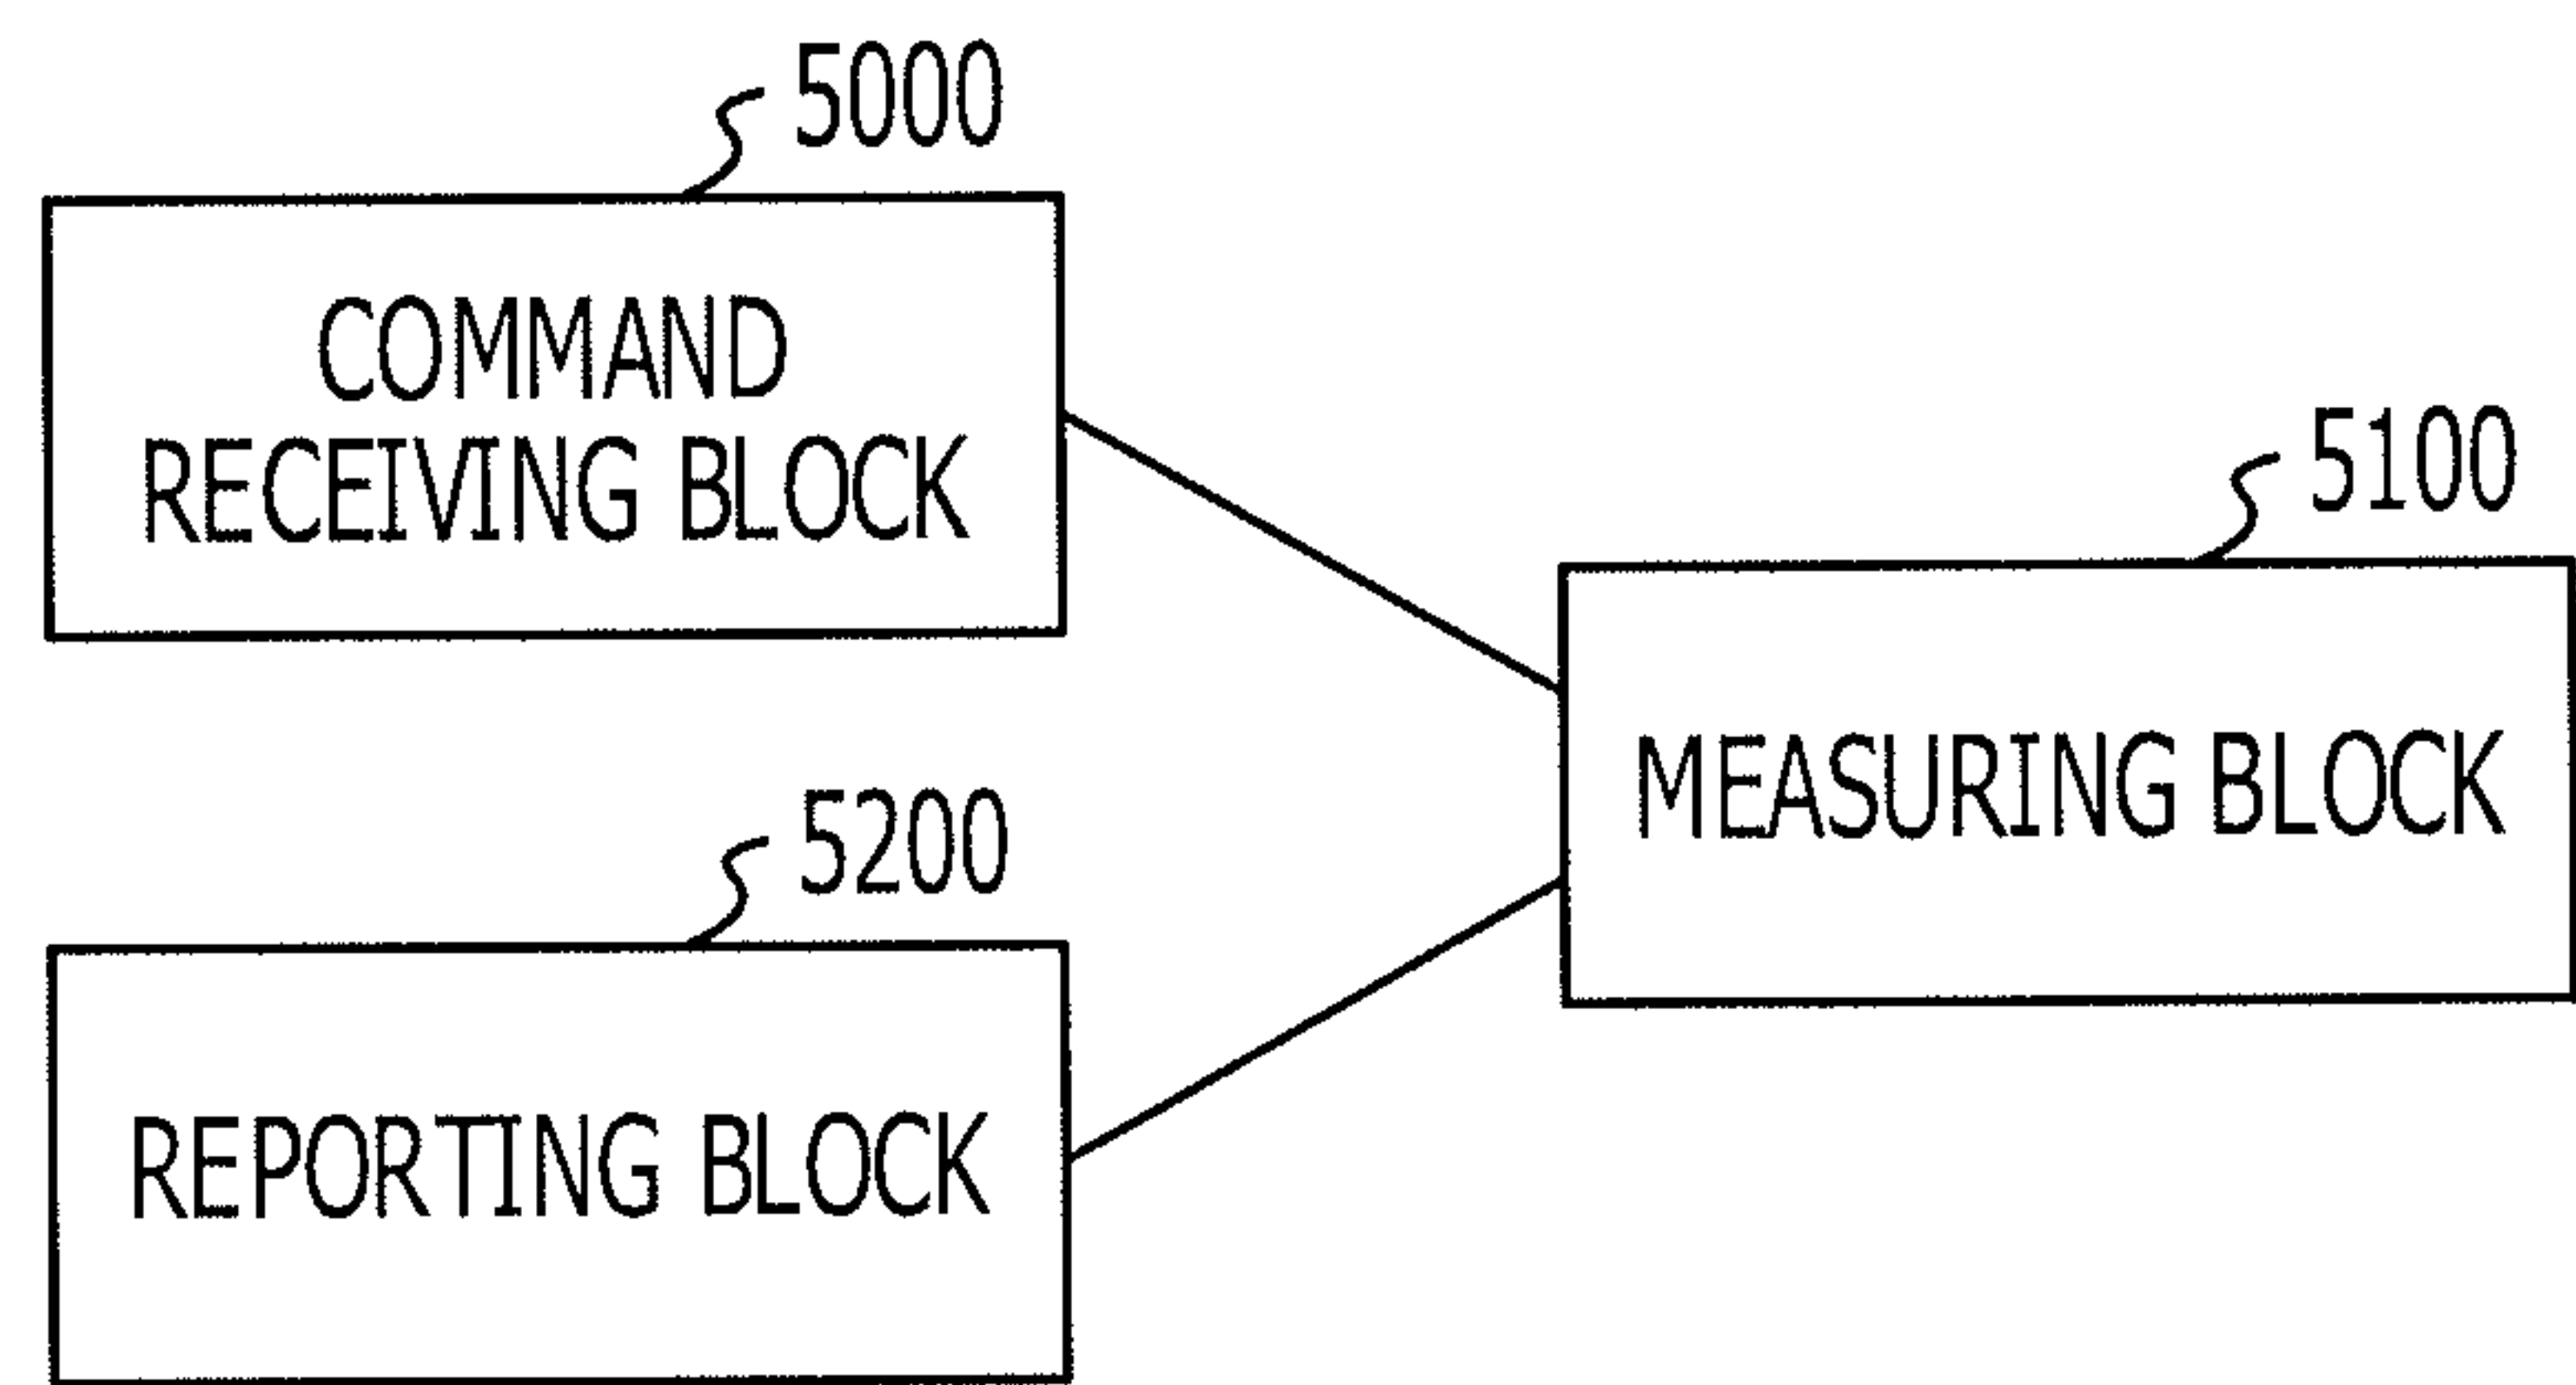 5000
COMMAND
RECEIVING BLOCK
5100
MEASURING BLOCK
5200
REPORTING BLOCK